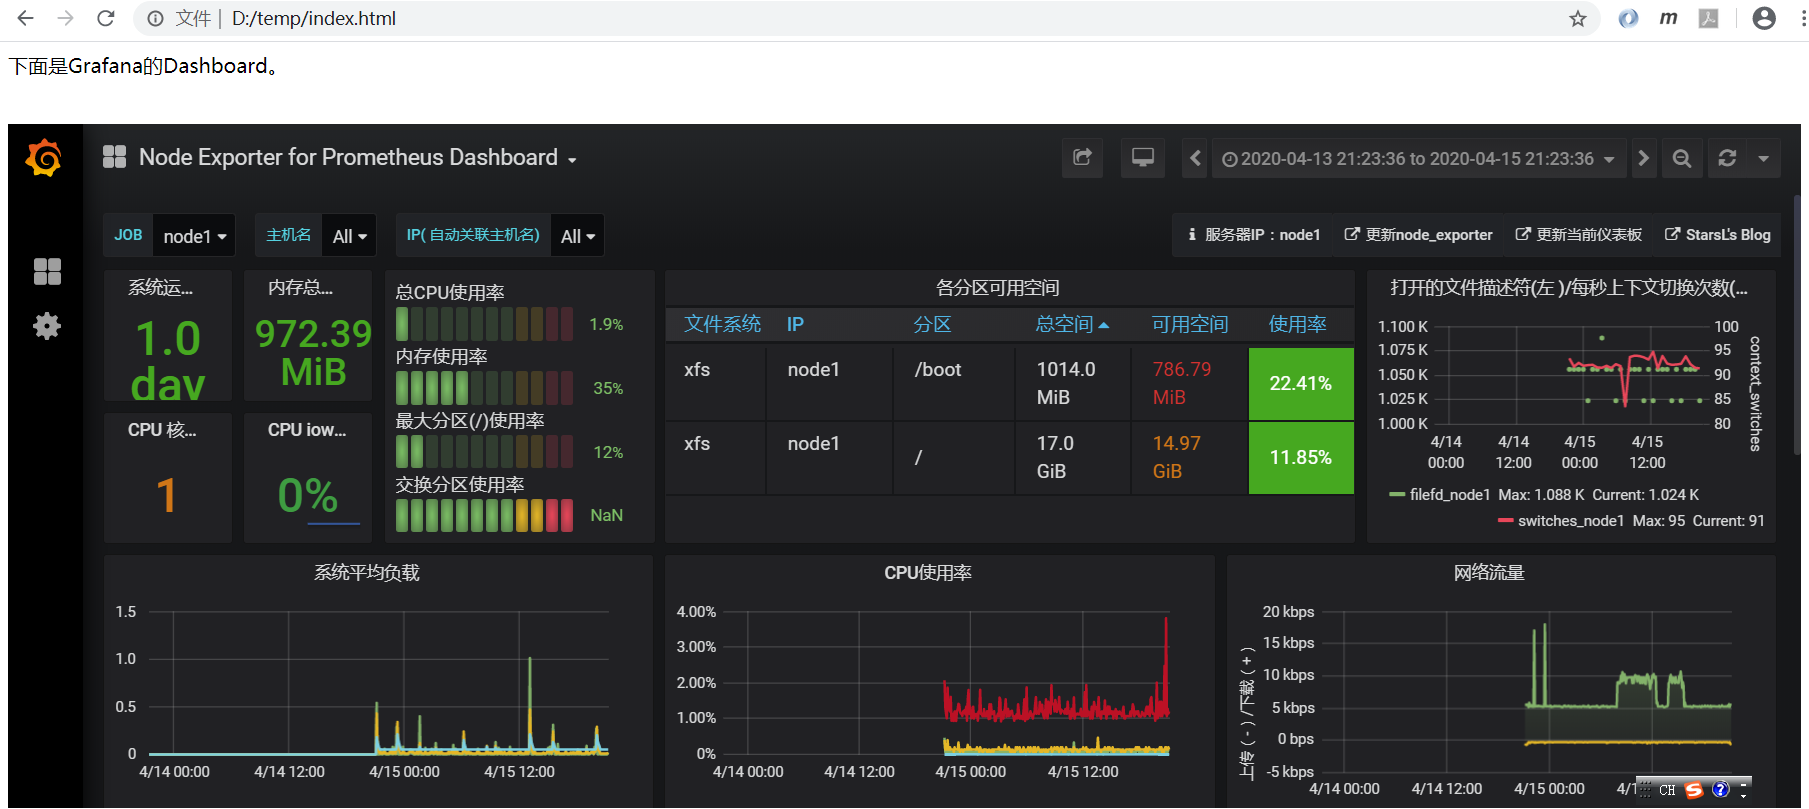 文件 | D:/temp/index.html
下面是Grafana的Dashboard。
Node Exporter for Prometheus Dashboard
2020-04-13 21:23:36 to 2020-04-15 21:23:36
JOB node1 主机名 All IP( 自动关联主机名) All
服务器IP：node1 更新node_exporter 更新当前仪表板 StarsL's Blog
系统运...
1.0
day
内存总...
972.39
MiB
CPU 核...
1
CPU iow...
0%
总CPU使用率
1.9%
内存使用率
35%
最大分区(/)使用率
12%
交换分区使用率
NaN
各分区可用空间
文件系统 IP 分区 总空间 可用空间 使用率
xfs node1 /boot 1014.0 MiB 786.79 MiB 22.41%
xfs node1 / 17.0 GiB 14.97 GiB 11.85%
打开的文件描述符(左 )/每秒上下文切换次数(...
1.100 K
1.075 K
1.050 K
1.025 K
1.000 K
100
95
90
85
80
context_switches
4/14 00:00
4/14 12:00
4/15 00:00
4/15 12:00
filefd_node1 Max: 1.088 K Current: 1.024 K
switches_node1 Max: 95 Current: 91
系统平均负载
1.5
1.0
0.5
0
4/14 00:00 4/14 12:00 4/15 00:00 4/15 12:00
CPU使用率
4.00%
3.00%
2.00%
1.00%
0%
4/14 00:00 4/14 12:00 4/15 00:00 4/15 12:00
网络流量
上传（-）/下载（+）
20 kbps
15 kbps
10 kbps
5 kbps
0 bps
-5 kbps
4/14 00:00 4/14 12:00 4/15 00:00
CH